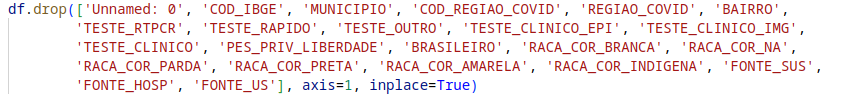 df.drop(['Unnamed: 0', 'COD_IBGE', 'MUNICIPIO', 'COD_REGIAO_COVID', 'REGIAO_COVID', 'BAIRRO',
'TESTE_RTPCR', 'TESTE_RAPIDO', 'TESTE_OUTRO', 'TESTE_CLINICO_EPI', 'TESTE_CLINICO_IMG',
'TESTE_CLINICO', 'PES_PRIV_LIBERDADE', 'BRASILEIRO', 'RACA_COR_BRANCA', 'RACA_COR_NA',
'RACA_COR_PARDA', 'RACA_COR_PRETA', 'RACA_COR_AMARELA', 'RACA_COR_INDIGENA', 'FONTE_SUS',
'FONTE_HOSP', 'FONTE_US'], axis=1, inplace=True)